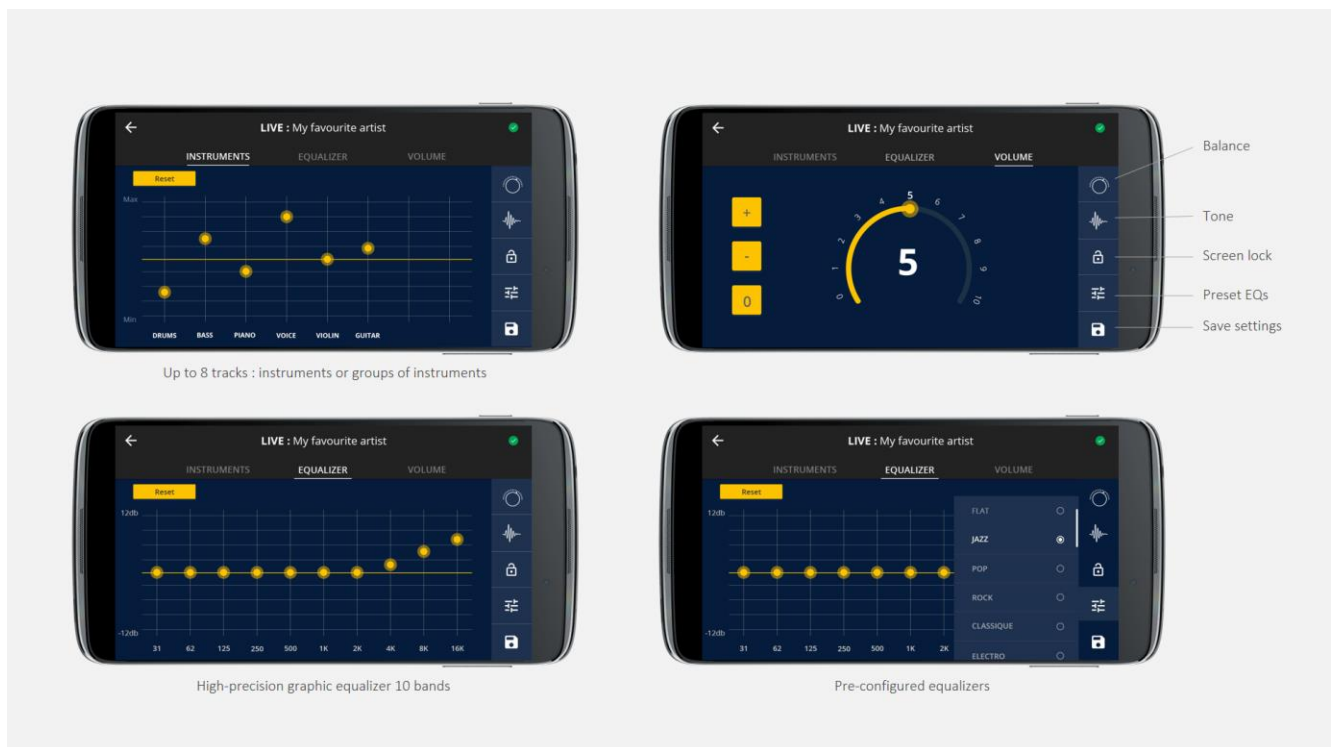 LIVE : My favourite artist
INSTRUMENTS EQUALIZER VOLUME
Reset
Max
Min
DRUMS BASS PIANO VOICE VIOLIN GUITAR
Up to 8 tracks : instruments or groups of instruments
LIVE : My favourite artist
INSTRUMENTS EQUALIZER VOLUME
+
-
0
0 1 2 3 4 5 6 7 8 9 10
5
Balance
Tone
Screen lock
Preset EQs
Save settings
LIVE : My favourite artist
INSTRUMENTS EQUALIZER VOLUME
Reset
12db
-12db
31 62 125 250 500 1K 2K 4K 8K 16K
High-precision graphic equalizer 10 bands
LIVE : My favourite artist
INSTRUMENTS EQUALIZER VOLUME
Reset
12db
FLAT
JAZZ
POP
ROCK
CLASSIQUE
ELECTRO
-12db
31 62 125 250 500 1K 2K
Pre-configured equalizers